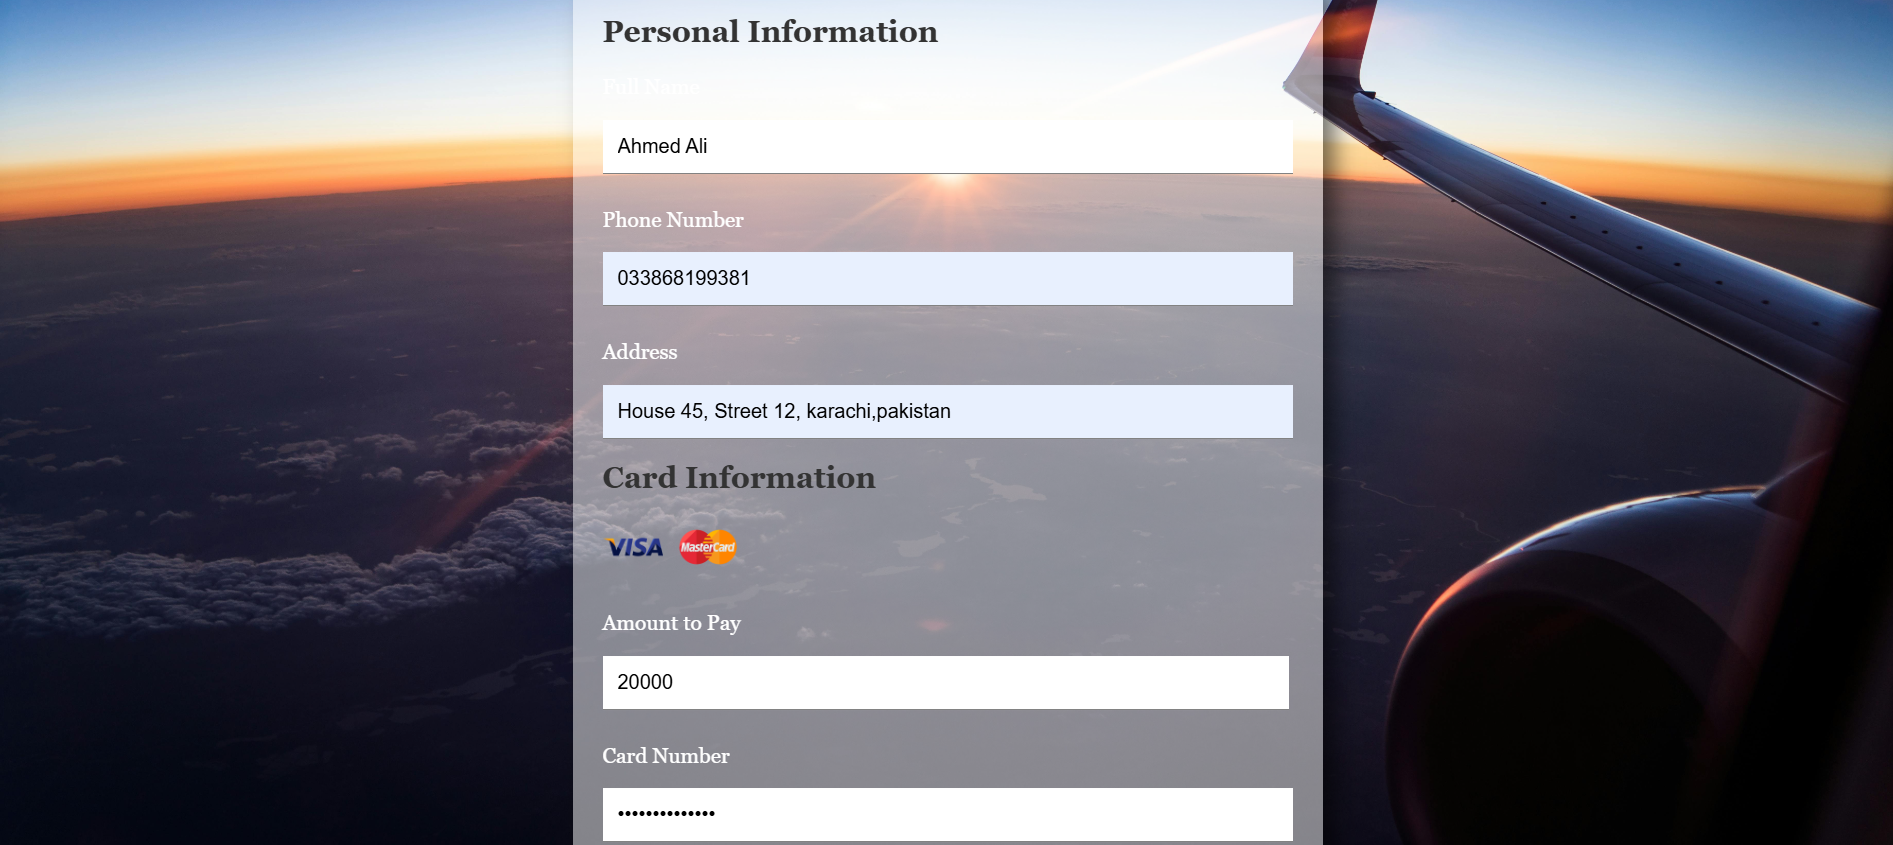 Personal Information
Full Name
Ahmed Ali
Phone Number
033868199381
Address
House 45, Street 12, karachi,pakistan
Card Information
VISA MasterCard
Amount to Pay
20000
Card Number
••••••••••••••